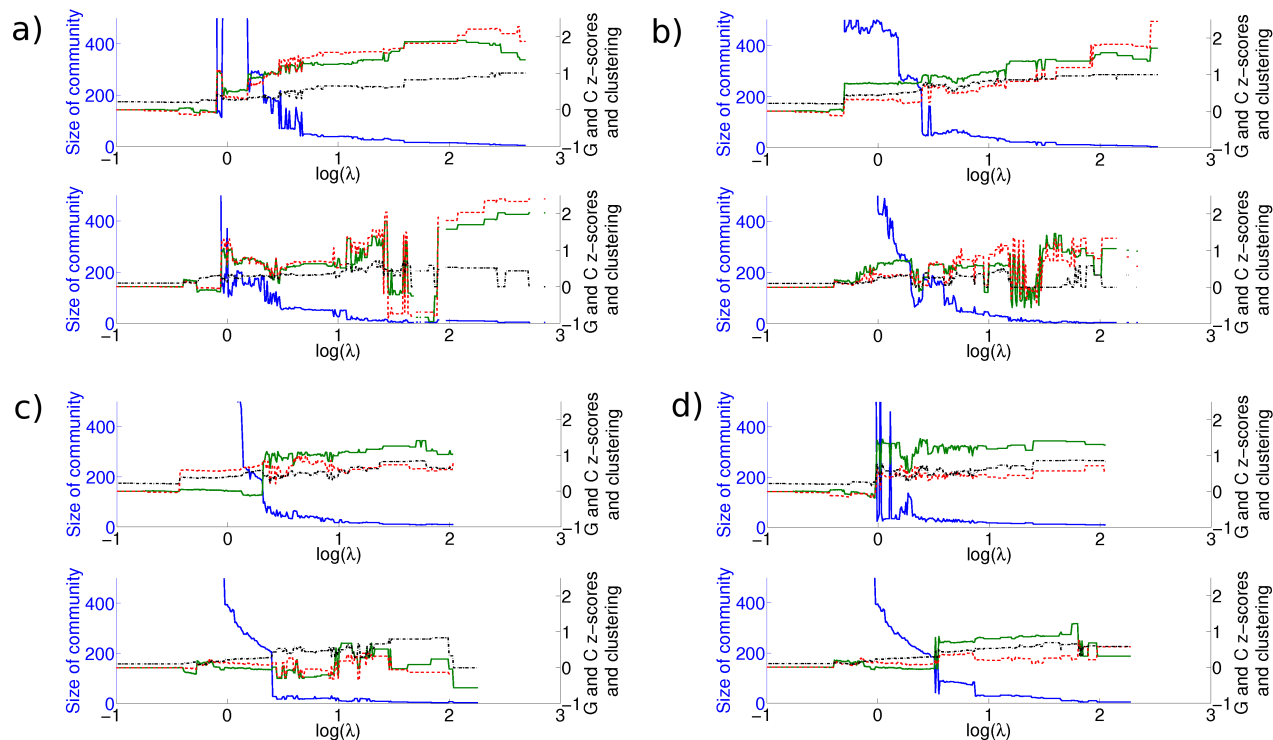 a)
Size of community
400
200
0
2
1
0
−1
G and C z−scores
and clustering
−1 0 1 2 3
log(λ)
Size of community
400
200
0
2
1
0
−1
G and C z−scores
and clustering
−1 0 1 2 3
log(λ)
b)
Size of community
400
200
0
2
1
0
−1
G and C z−scores
and clustering
−1 0 1 2 3
log(λ)
Size of community
400
200
0
2
1
0
−1
G and C z−scores
and clustering
−1 0 1 2 3
log(λ)
c)
Size of community
400
200
0
2
1
0
−1
G and C z−scores
and clustering
−1 0 1 2 3
log(λ)
Size of community
400
200
0
2
1
0
−1
G and C z−scores
and clustering
−1 0 1 2 3
log(λ)
d)
Size of community
400
200
0
2
1
0
−1
G and C z−scores
and clustering
−1 0 1 2 3
log(λ)
Size of community
400
200
0
2
1
0
−1
G and C z−scores
and clustering
−1 0 1 2 3
log(λ)